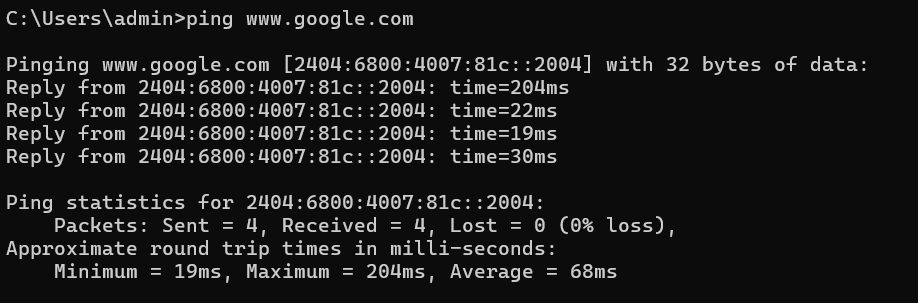 C:\Users\admin>ping www.google.com
Pinging www.google.com [2404:6800:4007:81c::2004] with 32 bytes of data:
Reply from 2404:6800:4007:81c::2004: time=204ms
Reply from 2404:6800:4007:81c::2004: time=22ms
Reply from 2404:6800:4007:81c::2004: time=19ms
Reply from 2404:6800:4007:81c::2004: time=30ms
Ping statistics for 2404:6800:4007:81c::2004:
    Packets: Sent = 4, Received = 4, Lost = 0 (0% loss),
Approximate round trip times in milli-seconds:
    Minimum = 19ms, Maximum = 204ms, Average = 68ms